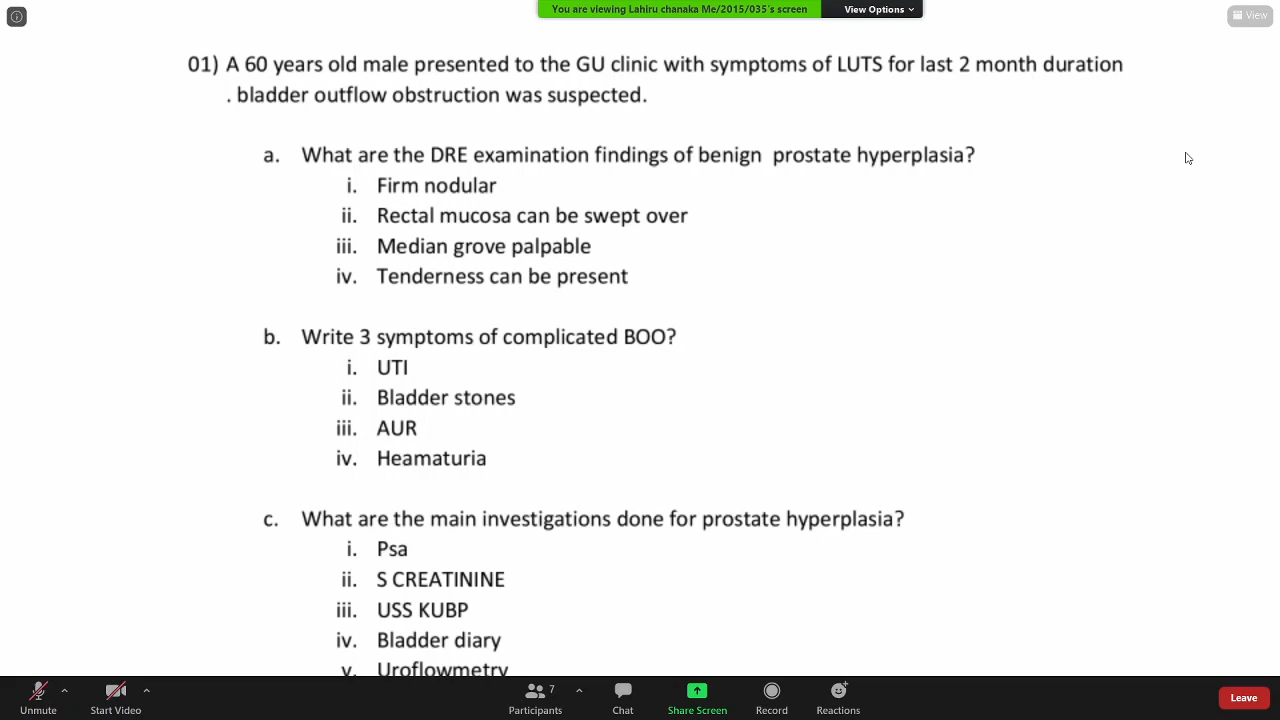 You are viewing Lahiru chanaka Me/2015/035's screen
View Options
View
01) A 60 years old male presented to the GU clinic with symptoms of LUTS for last 2 month duration
. bladder outflow obstruction was suspected.
a. What are the DRE examination findings of benign prostate hyperplasia?
i. Firm nodular
ii. Rectal mucosa can be swept over
iii. Median grove palpable
iv. Tenderness can be present
b. Write 3 symptoms of complicated BOO?
i. UTI
ii. Bladder stones
iii. AUR
iv. Heamaturia
c. What are the main investigations done for prostate hyperplasia?
i. Psa
ii. S CREATININE
iii. USS KUBP
iv. Bladder diary
v. Uroflowmetry
Unmute
Start Video
7
Participants
Chat
Share Screen
Record
Reactions
Leave